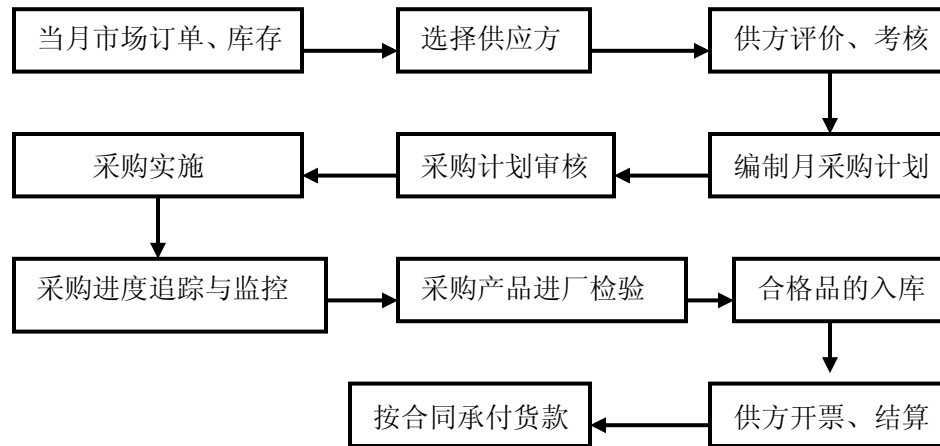 当月市场订单、库存
选择供应方
供方评价、考核
采购实施
采购计划审核
编制月采购计划
采购进度追踪与监控
采购产品进厂检验
合格品的入库
按合同承付货款
供方开票、结算